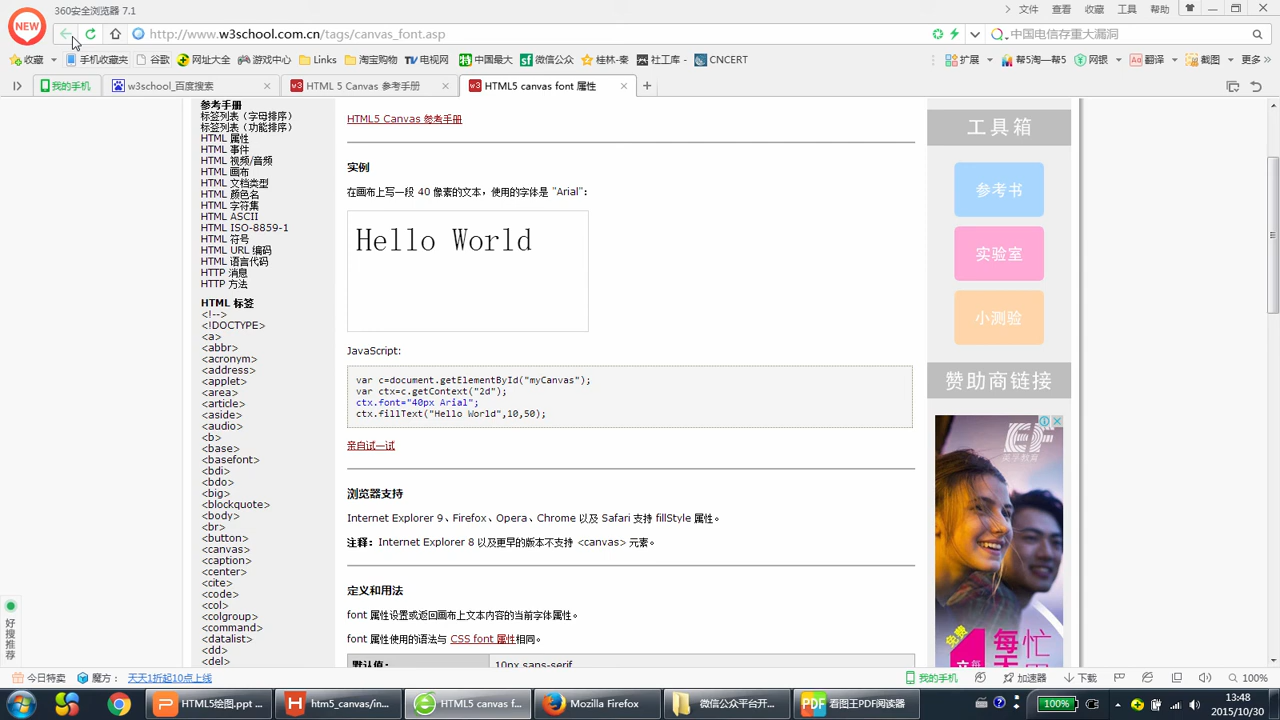 360安全浏览器 7.1
文件 查看 收藏 工具 帮助
NEW
http://www.w3school.com.cn/tags/canvas_font.asp
中国电信存重大漏洞
收藏 手机收藏夹 谷歌 网址大全 游戏中心 Links 淘宝购物 电视网 中国最大 微信公众 桂林·秦 社工库 - CNCERT 扩展 帮5淘一帮5 网银 翻译 截图 更多 »
我的手机 w3school_百度搜索 HTML 5 Canvas 参考手册 HTML5 canvas font 属性
参考手册
标签列表（字母排序）
标签列表（功能排序）
HTML 属性
HTML 事件
HTML 视频/音频
HTML 画布
HTML 文档类型
HTML 颜色名
HTML 字符集
HTML ASCII
HTML ISO-8859-1
HTML 符号
HTML URL 编码
HTML 语言代码
HTTP 消息
HTTP 方法
HTML 标签
<!-->
<!DOCTYPE>
<a>
<abbr>
<acronym>
<address>
<applet>
<area>
<article>
<aside>
<audio>
<b>
<base>
<basefont>
<bdi>
<bdo>
<big>
<blockquote>
<body>
<br>
<button>
<canvas>
<caption>
<center>
<cite>
<code>
<col>
<colgroup>
<command>
<datalist>
<dd>
<del>
HTML5 Canvas 参考手册
实例
在画布上写一段 40 像素的文本，使用的字体是 "Arial"：
Hello World
JavaScript:
var c=document.getElementById("myCanvas");
var ctx=c.getContext("2d");
ctx.font="40px Arial";
ctx.fillText("Hello World",10,50);
亲自试一试
浏览器支持
Internet Explorer 9、Firefox、Opera、Chrome 以及 Safari 支持 fillStyle 属性。
注释：Internet Explorer 8 以及更早的版本不支持 <canvas> 元素。
定义和用法
font 属性设置或返回画布上文本内容的当前字体属性。
font 属性使用的语法与 CSS font 属性相同。
默认值： 10px sans-serif
工具箱
参考书
实验室
小测验
赞助商链接
EF
英孚教育
免费
每忙
好搜推荐
今日特卖 魔方： 天天1折起10点上线 我的手机 加速器 下载 100%
HTML5绘图.ppt ... htm5_canvas/in... HTML5 canvas f... Mozilla Firefox 微信公众平台开... 看图王PDF阅读器 100% 13:48
2015/10/30